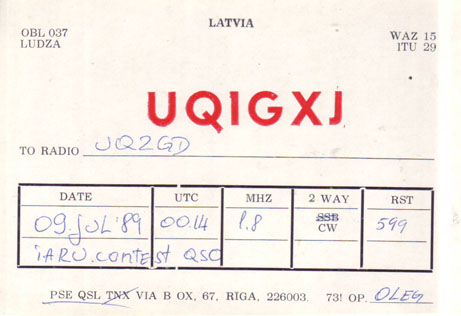 LATVIA
OBL 037 WAZ 15
LUDZA ITU 29
UQ1GXJ
TO RADIO UQ2GD
DATE UTC MHZ 2 WAY RST
09.JUL'89 00.14 1.8 SSB CW 599
IARU.CONTEST QSO
PSE QSL TNX VIA B OX, 67, RIGA, 226003. 73! OP. OLEG